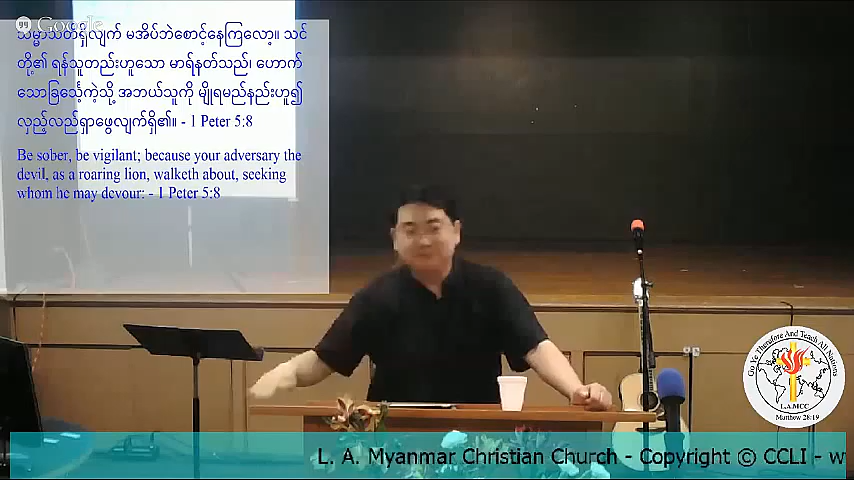 Google
သမ္မာသတိရှိလျက် မအိပ်ဘဲစောင့်နေကြလော့။ သင်
တို့၏ ရန်သူတည်းဟူသော မာရ်နတ်သည်၊ ဟောက်
သောခြင်္သေ့ကဲ့သို့ အဘယ်သူကို မျိုရမည်နည်းဟူ၍
လှည့်လည်ရှာဖွေလျက်ရှိ၏။ - 1 Peter 5:8
Be sober, be vigilant; because your adversary the
devil, as a roaring lion, walketh about, seeking
whom he may devour: - 1 Peter 5:8
Go Ye Therefore And Teach All Nations
L.A.MCC
Matthew 28:19
L. A. Myanmar Christian Church - Copyright © CCLI - w